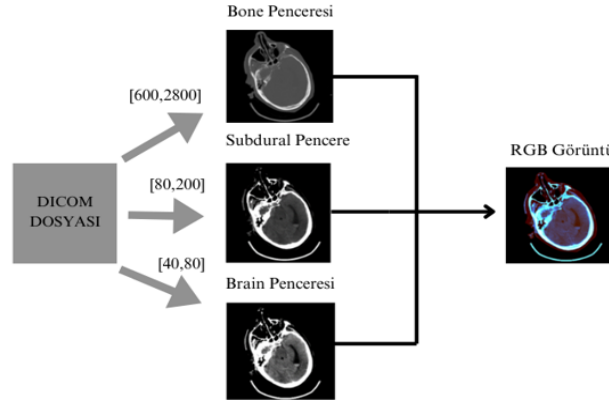 Bone Penceresi
[600,2800]
Subdural Pencere
RGB Görüntü
DICOM
DOSYASI
[80,200]
[40,80]
Brain Penceresi